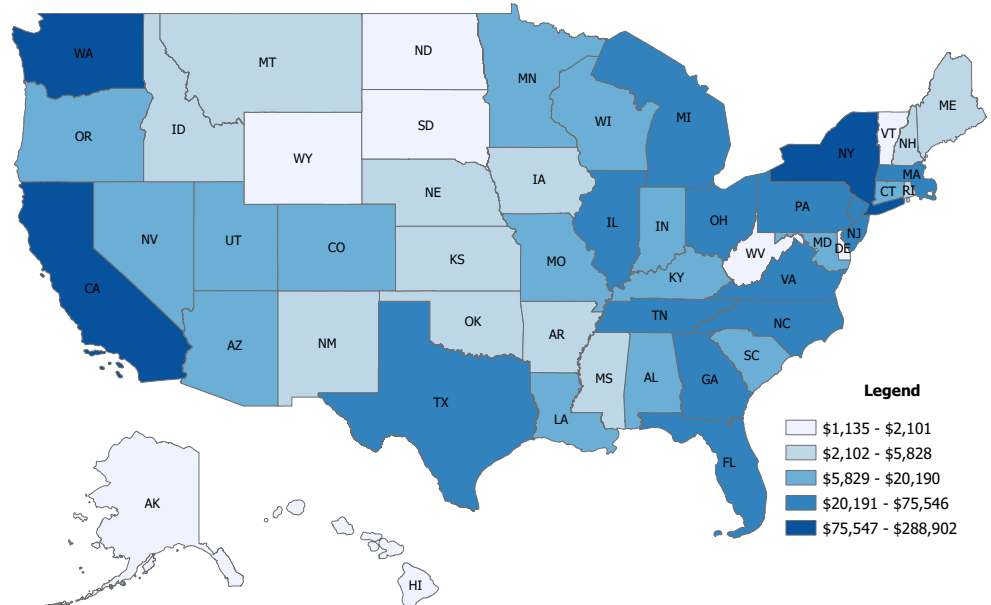 WA
MT
ND
MN
ME
OR
ID
SD
WI
MI
VT
NH
WY
NY
MA
NE
IA
CT
RI
NV
UT
CO
KS
MO
IL
IN
OH
PA
NJ
MD
DE
WV
CA
KY
VA
AZ
NM
OK
AR
TN
NC
SC
TX
LA
MS
AL
GA
FL
AK
HI
Legend
$1,135 - $2,101
$2,102 - $5,828
$5,829 - $20,190
$20,191 - $75,546
$75,547 - $288,902